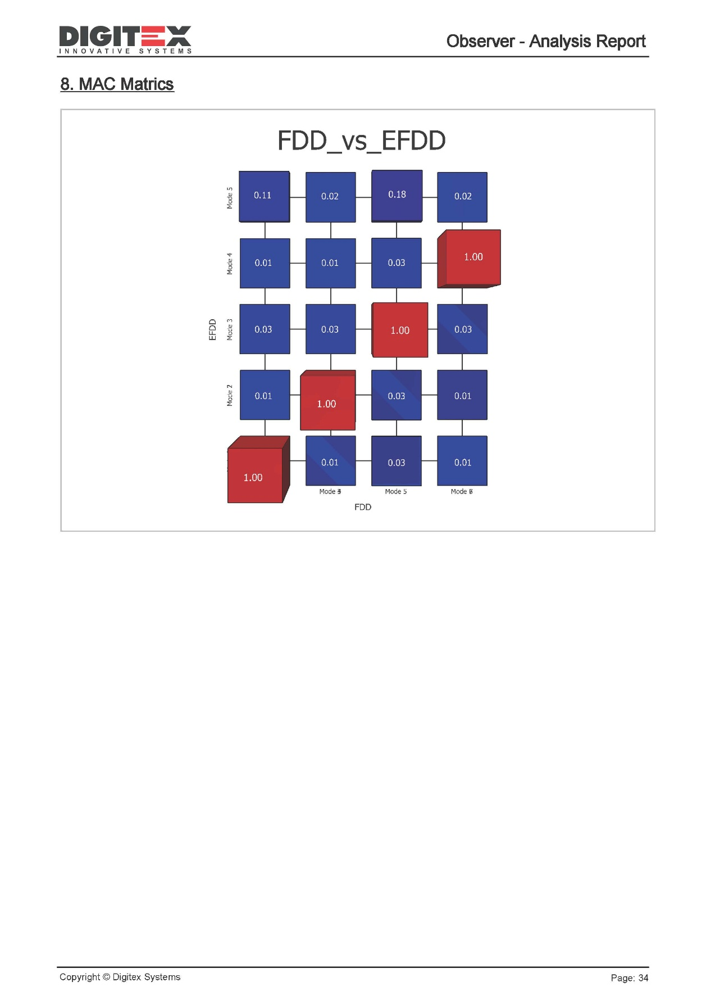 DIGITEX
INNOVATIVE SYSTEMS
Observer - Analysis Report
8. MAC Matrics
FDD_vs_EFDD
Mode 5
0.11 0.02 0.18 0.02
Mode 4
0.01 0.01 0.03 1.00
EFDD
Mode 3
0.03 0.03 1.00 0.03
Mode 2
0.01 1.00 0.03 0.01
1.00 0.01 0.03 0.01
Mode Mode 5 Mode
FDD
Copyright © Digitex Systems
Page: 34